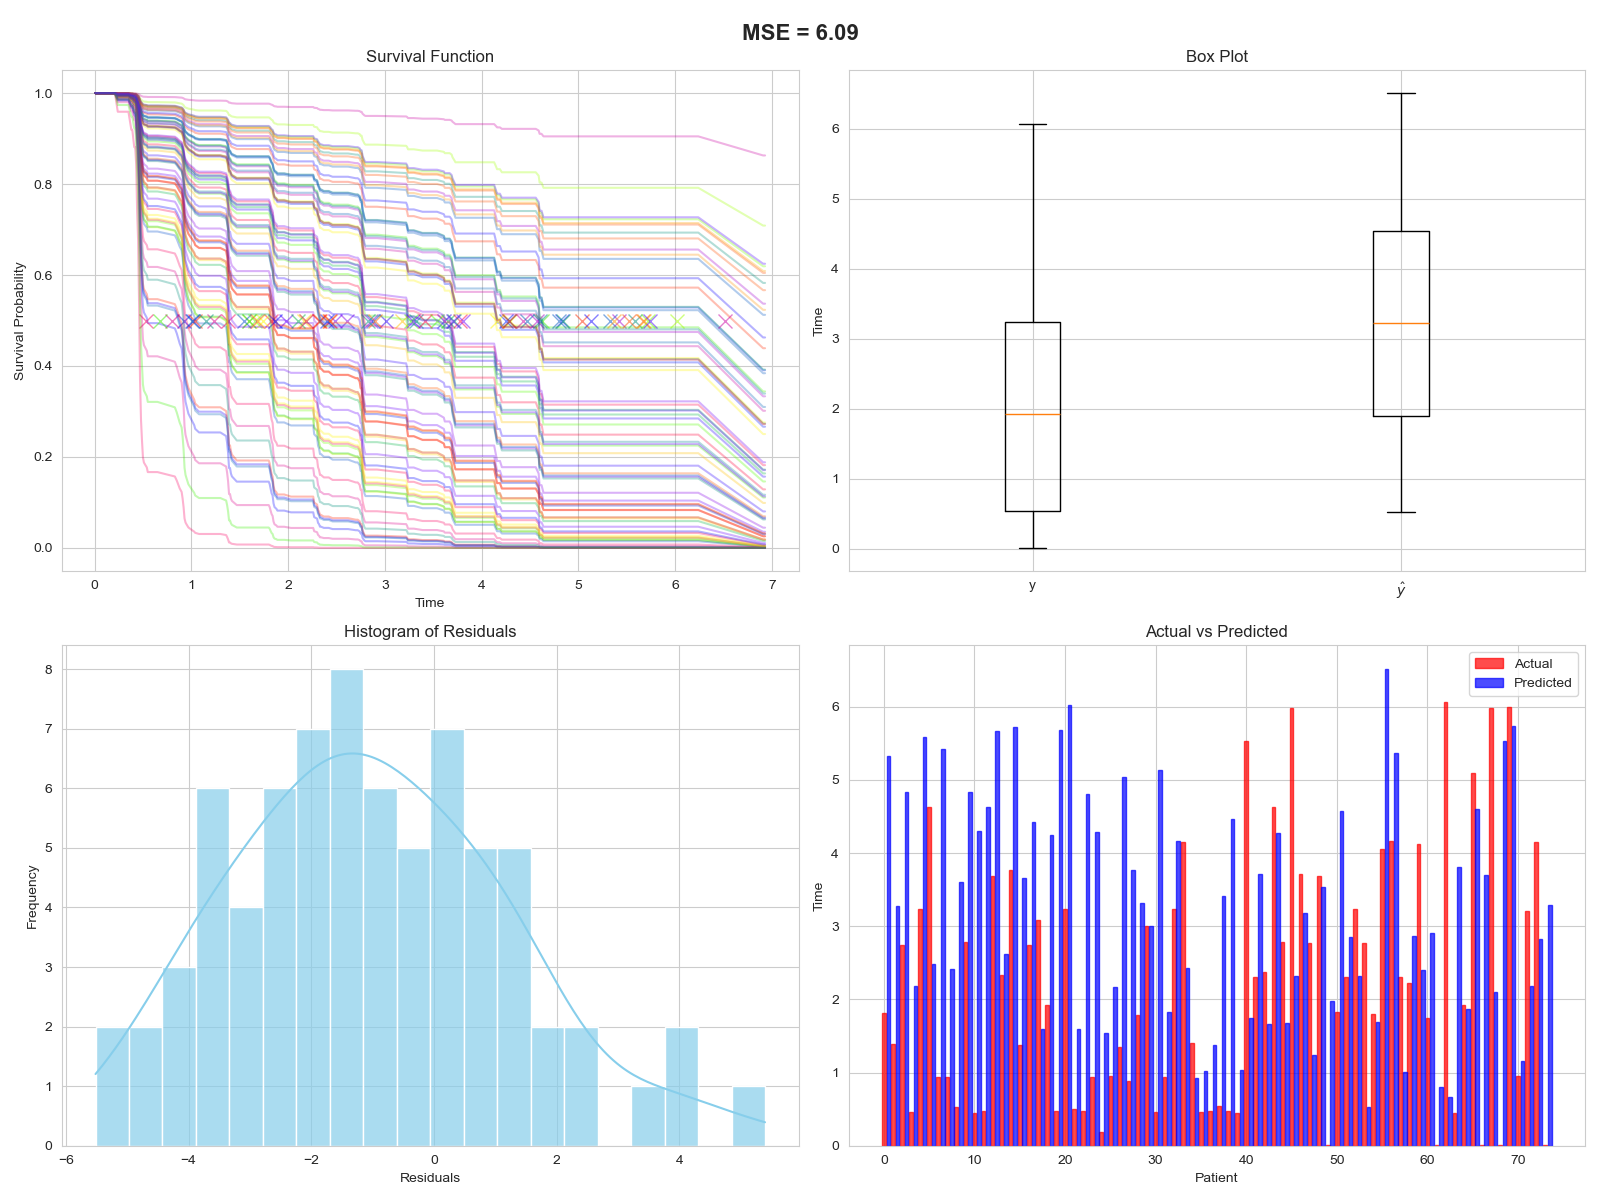 MSE = 6.09
Survival Function
Survival Probability
1.0
0.8
0.6
0.4
0.2
0.0
0 1 2 3 4 5 6 7
Time
Box Plot
Time
6
5
4
3
2
1
0
y ŷ
Histogram of Residuals
Frequency
8
7
6
5
4
3
2
1
0
−6 −4 −2 0 2 4
Residuals
Actual vs Predicted
Actual
Predicted
Time
6
5
4
3
2
1
0
0 10 20 30 40 50 60 70
Patient